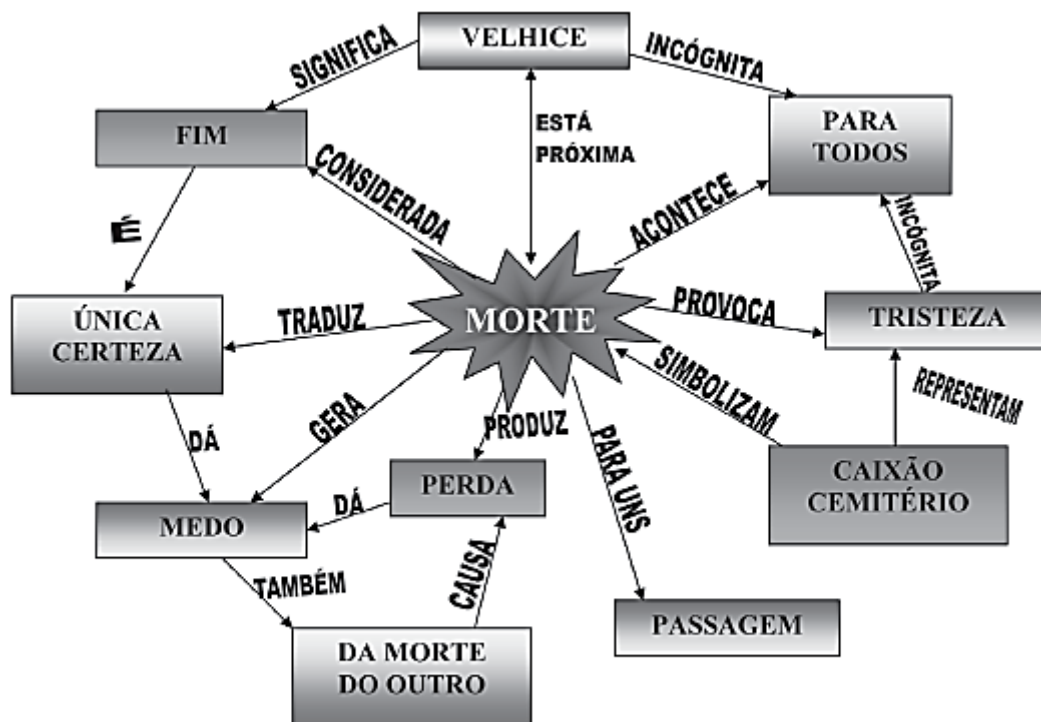 VELHICE
SIGNIFICA
INCÓGNITA
FIM
ESTÁ
PRÓXIMA
PARA
TODOS
CONSIDERADA
ACONTECE
É
INCÓGNITA
ÚNICA
CERTEZA
TRADUZ
MORTE
PROVOCA
TRISTEZA
SIMBOLIZAM
REPRESENTAM
DÁ
GERA
PRODUZ
PARA UNS
PERDA
CAIXÃO
CEMITÉRIO
MEDO
DÁ
TAMBÉM
CAUSA
PASSAGEM
DA MORTE
DO OUTRO